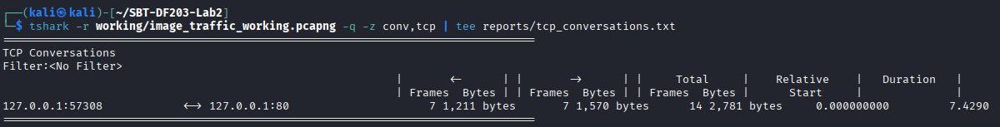 ┌──(kali㉿kali)-[~/SBT-DF203-Lab2]
└─$ tshark -r working/image_traffic_working.pcapng -q -z conv,tcp | tee reports/tcp_conversations.txt
================================================================================
TCP Conversations
Filter:<No Filter>
                                                           |       ←       | |       →       | |     Total     |    Relative    |   Duration   |
                                                           | Frames  Bytes | | Frames  Bytes | | Frames  Bytes |      Start     |              |
127.0.0.1:57308            <-> 127.0.0.1:80                     7 1,211 bytes       7 1,570 bytes      14 2,781 bytes     0.000000000         7.4290
================================================================================